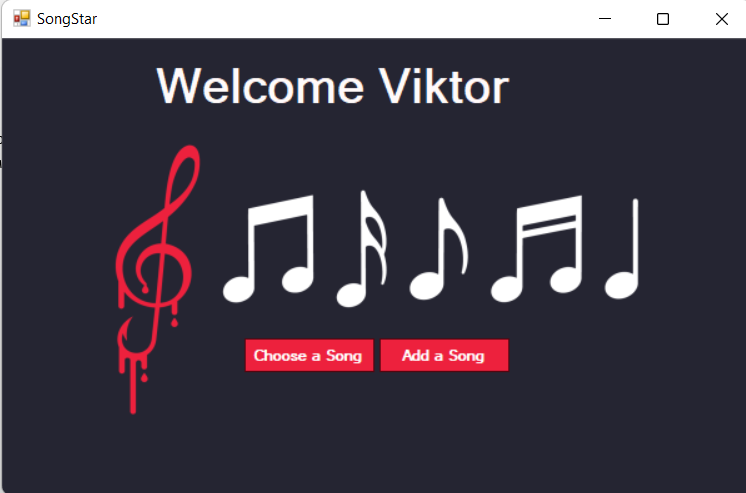 SongStar
Welcome Viktor
Choose a Song
Add a Song